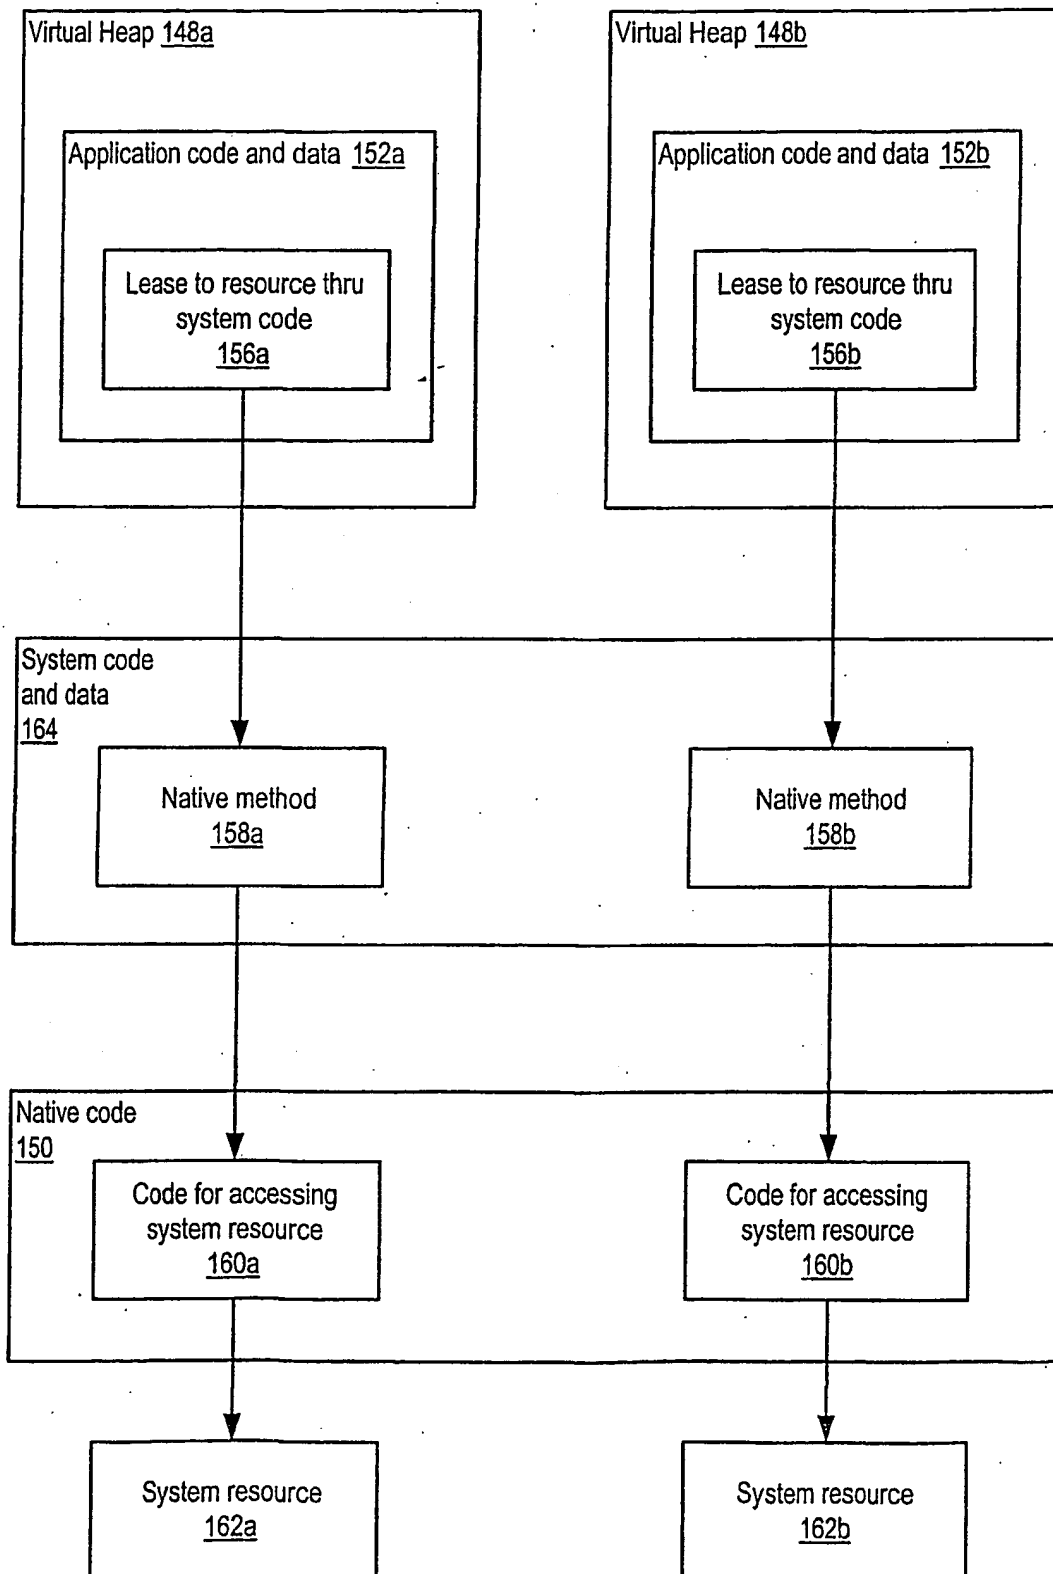 Virtual Heap 148a
Virtual Heap 148b
Application code and data 152a
Application code and data 152b
Lease to resource thru
system code
156a
Lease to resource thru
system code
156b
System code
and data
164
Native method
158a
Native method
158b
Native code
150
Code for accessing
system resource
160a
Code for accessing
system resource
160b
System resource
162a
System resource
162b